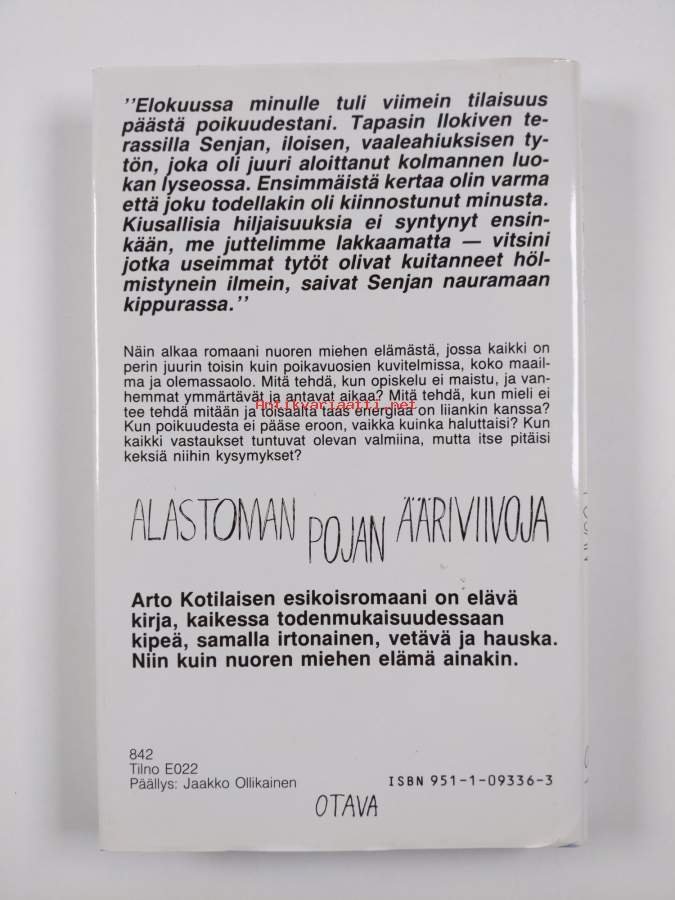 "Elokuussa minulle tuli viimein tilaisuus
päästä poikuudestani. Tapasin Ilokiven te-
rassilla Senjan, iloisen, vaaleahiuksisen ty-
tön, joka oli juuri aloittanut kolmannen luo-
kan lyseossa. Ensimmäistä kertaa olin varma
että joku todellakin oli kiinnostunut minusta.
Kiusallisia hiljaisuuksia ei syntynyt ensin-
kään, me juttelimme lakkaamatta — vitsini
jotka useimmat tytöt olivat kuitanneet höl-
mistynein ilmein, saivat Senjan nauramaan
kippurassa."
Näin alkaa romaani nuoren miehen elämästä, jossa kaikki on
perin juurin toisin kuin poikavuosien kuvitelmissa, koko maail-
ma ja olemassaolo. Mitä tehdä, kun opiskelu ei maistu, ja van-
hemmat ymmärtävät ja antavat aikaa? Mitä tehdä, kun mieli ei
Antikvariaatti.net
tee tehdä mitään ja toisaalta taas energiaa on liiankin kanssa?
Kun poikuudesta ei pääse eroon, vaikka kuinka haluttaisi? Kun
kaikki vastaukset tuntuvat olevan valmiina, mutta itse pitäisi
keksiä niihin kysymykset?
ALASTOMAN POJAN ÄÄRIVIIVOJA
Arto Kotilaisen esikoisromaani on elävä
kirja, kaikessa todenmukaisuudessaan
kipeä, samalla irtonainen, vetävä ja hauska.
Niin kuin nuoren miehen elämä ainakin.
842
Tilno E022
Päällys: Jaakko Ollikainen
ISBN 951-1-09336-3
OTAVA